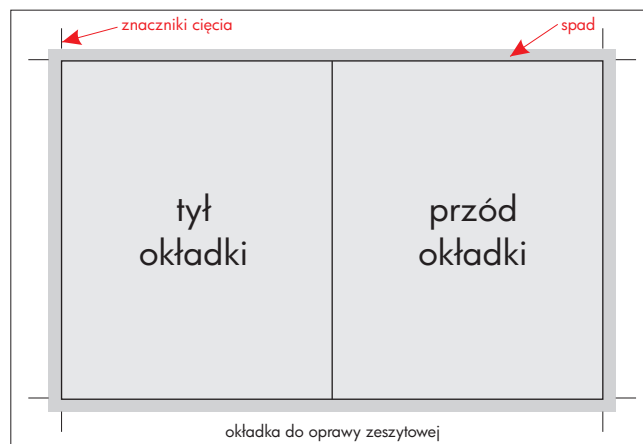 znaczniki cięcia
spad
tył
okładki
przód
okładki
okładka do oprawy zeszytowej